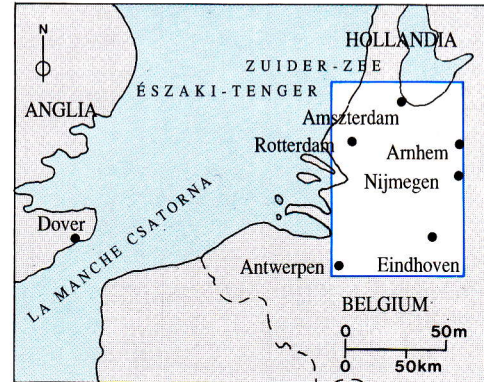 N
HOLLANDIA
ZUIDER-ZEE
ÉSZAKI-TENGER
ANGLIA
Amszterdam
Rotterdam
Arnhem
Nijmegen
Dover
LA MANCHE CSATORNA
Antwerpen
Eindhoven
BELGIUM
0 50m
0 50km